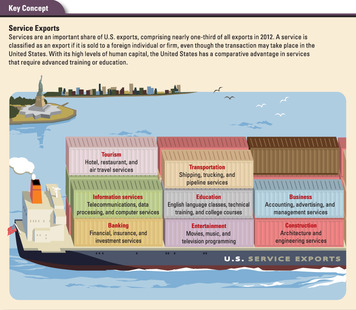 Key Concept
Service Exports
Services are an important share of U.S. exports, comprising nearly one-third of all exports in 2012. A service is
classified as an export if it is sold to a foreign individual or firm, even though the transaction may take place in the
United States. With its high levels of human capital, the United States has a comparative advantage in services
that require advanced training or education.
Tourism
Hotel, restaurant, and
air travel services
Transportation
Shipping, trucking, and
pipeline services
Information services
Telecommunications, data
processing, and computer services
Education
English language classes, technical
training, and college courses
Business
Accounting, advertising, and
management services
Banking
Financial, insurance, and
investment services
Entertainment
Movies, music, and
television programming
Construction
Architecture and
engineering services
U.S. SERVICE EXPORTS